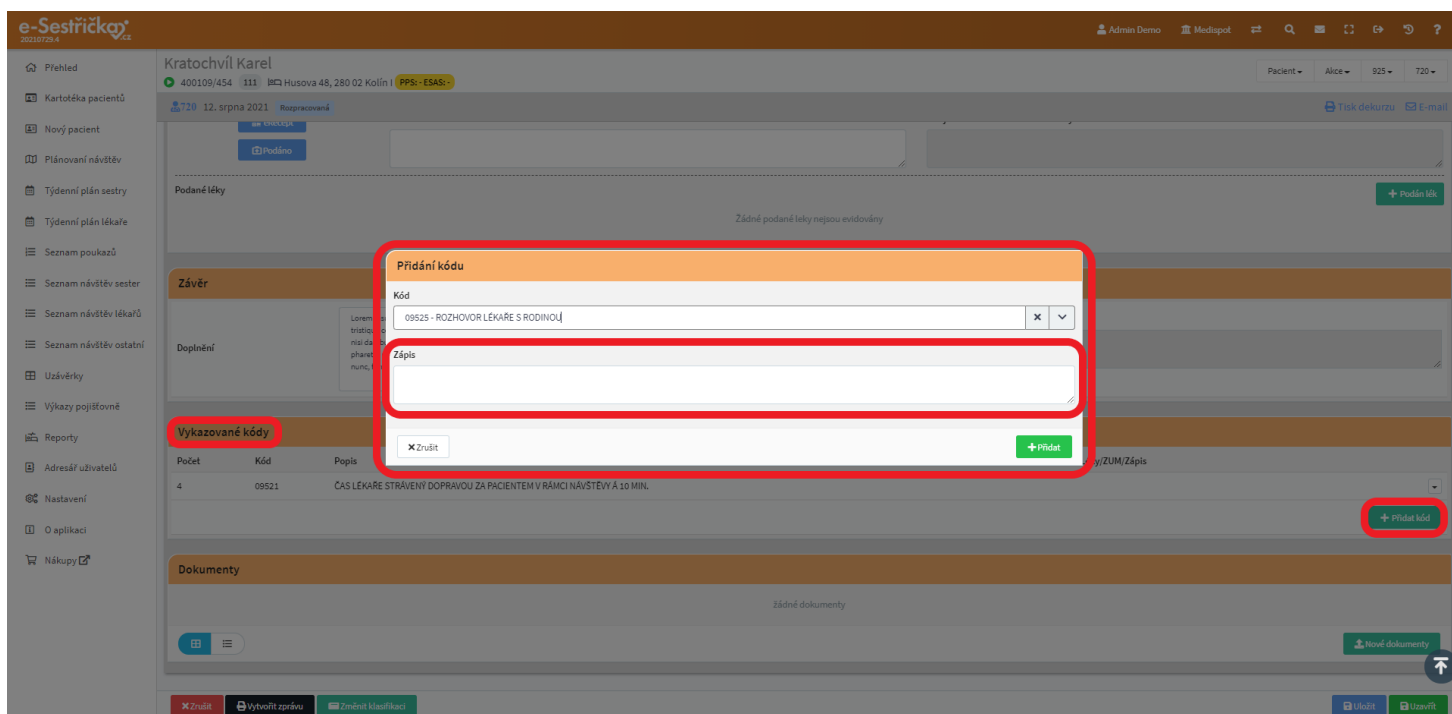 e-Sestřička.cz
20210729.4
Admin Demo Medispot
Přehled
Kartotéka pacientů
Nový pacient
Plánovaní návštěv
Týdenní plán sestry
Týdenní plán lékaře
Seznam poukazů
Seznam návštěv sester
Seznam návštěv lékařů
Seznam návštěv ostatní
Uzávěrky
Výkazy pojišťovně
Reporty
Adresář uživatelů
Nastavení
O aplikaci
Nákupy
Kratochvíl Karel
400109/454 111 Husova 48, 280 02 Kolín I PPS: - ESAS: -
Pacient Akce 925 720
720 12. srpna 2021 Rozpracovaná
Tisk dekurzu E-mail
Podáno
Podané léky
+ Podán lék
Žádné podané leky nejsou evidovány
Závěr
Doplnění
Lorem
Přidání kódu
Kód
09525 - ROZHOVOR LÉKAŘE S RODINOU
Zápis
Zrušit
+ Přidat
Vykazované kódy
Počet Kód Popis /ZUM/Zápis
4 09521 ČAS LÉKAŘE STRÁVENÝ DOPRAVOU ZA PACIENTEM V RÁMCI NÁVŠTĚVY Á 10 MIN.
+ Přidat kód
Dokumenty
žádné dokumenty
Nové dokumenty
Zrušit Vytvořit zprávu Změnit klasifikaci
Uložit Uzavřít